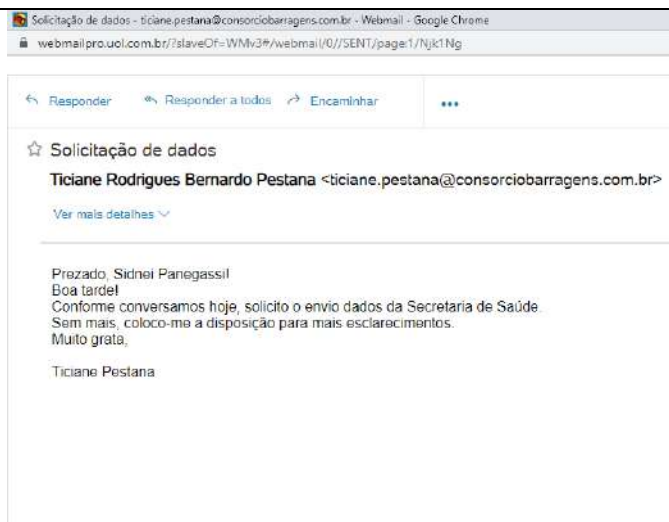 Solicitação de dados - ticiane.pestana@consorciobarragens.com.br - Webmail - Google Chrome
webmailpro.uol.com.br/?slaveOf=WMv3#/webmail/0//SENT/page:1/Njk1Ng
Responder Responder a todos Encaminhar •••
Solicitação de dados
Ticiane Rodrigues Bernardo Pestana <ticiane.pestana@consorciobarragens.com.br>
Ver mais detalhes
Prezado, Sidnei Panegassi!
Boa tarde!
Conforme conversamos hoje, solicito o envio dados da Secretaria de Saúde.
Sem mais, coloco-me a disposição para mais esclarecimentos.
Muito grata,
Ticiane Pestana